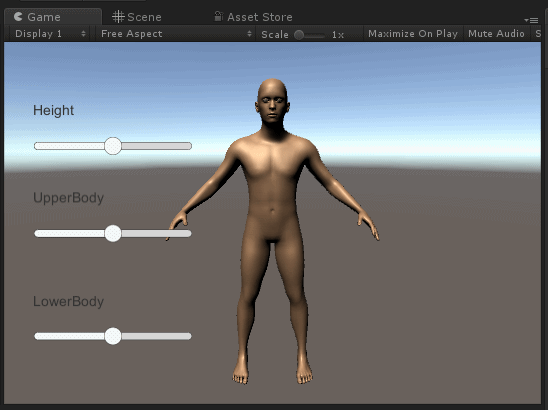 Game
Scene
Asset Store
Display 1
Free Aspect
Scale
1x
Maximize On Play
Mute Audio
S
Height
UpperBody
LowerBody